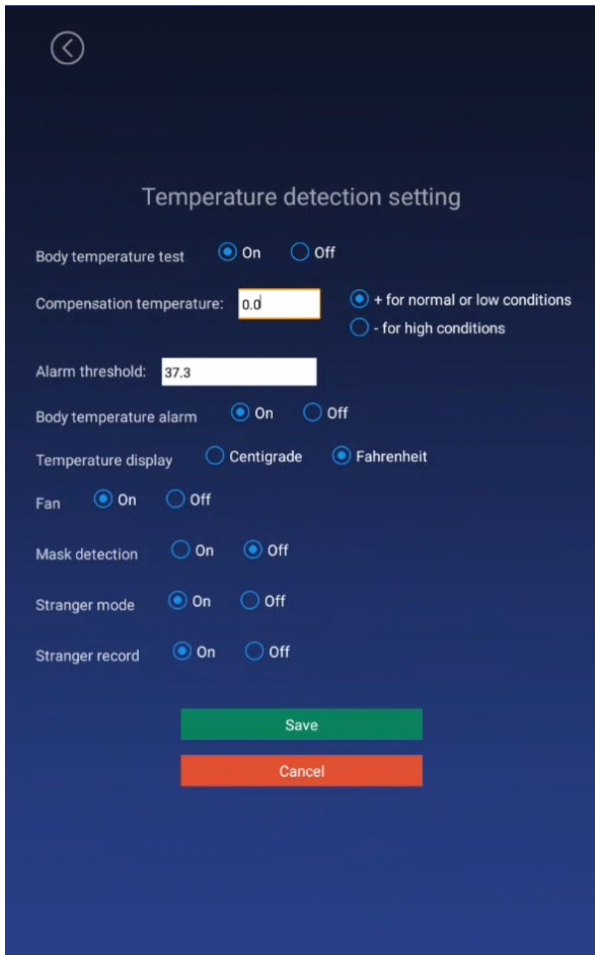 Temperature detection setting
Body temperature test On Off
Compensation temperature: 0.0 + for normal or low conditions
- for high conditions
Alarm threshold: 37.3
Body temperature alarm On Off
Temperature display Centigrade Fahrenheit
Fan On Off
Mask detection On Off
Stranger mode On Off
Stranger record On Off
Save
Cancel